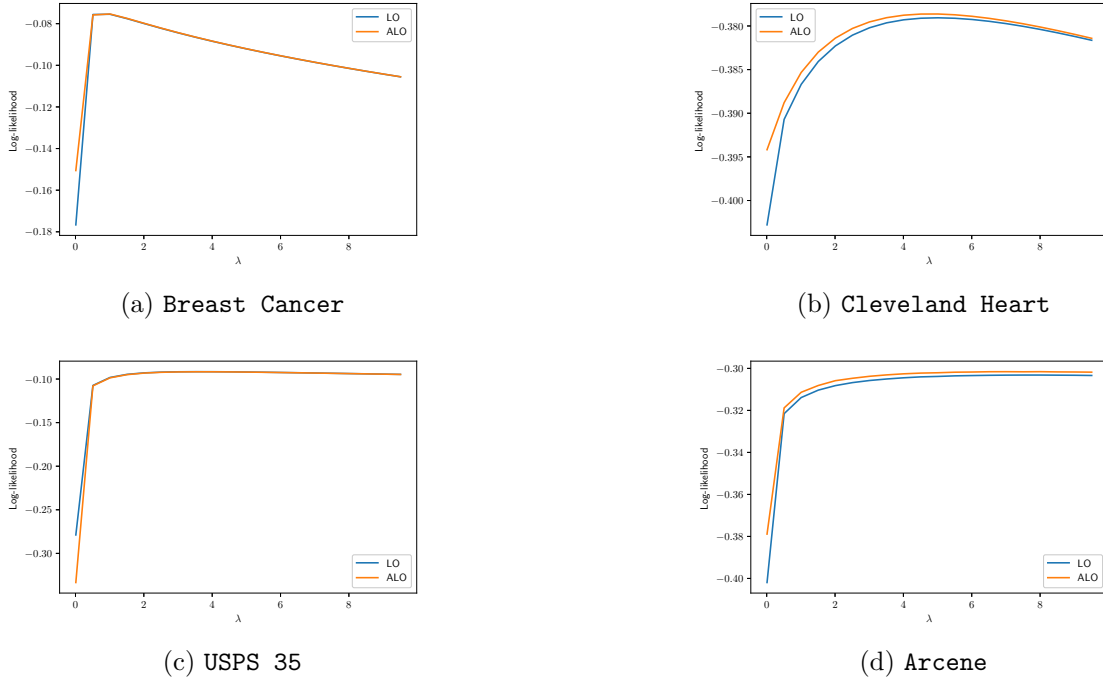 −0.08
−0.10
−0.12
−0.14
−0.16
−0.18
Log-likelihood
0 2 4 6 8
λ
LO
ALO
(a) Breast Cancer
−0.380
−0.385
−0.390
−0.395
−0.400
Log-likelihood
0 2 4 6 8
λ
LO
ALO
(b) Cleveland Heart
−0.10
−0.15
−0.20
−0.25
−0.30
Log-likelihood
0 2 4 6 8
λ
LO
ALO
(c) USPS 35
−0.30
−0.32
−0.34
−0.36
−0.38
−0.40
Log-likelihood
0 2 4 6 8
λ
LO
ALO
(d) Arcene